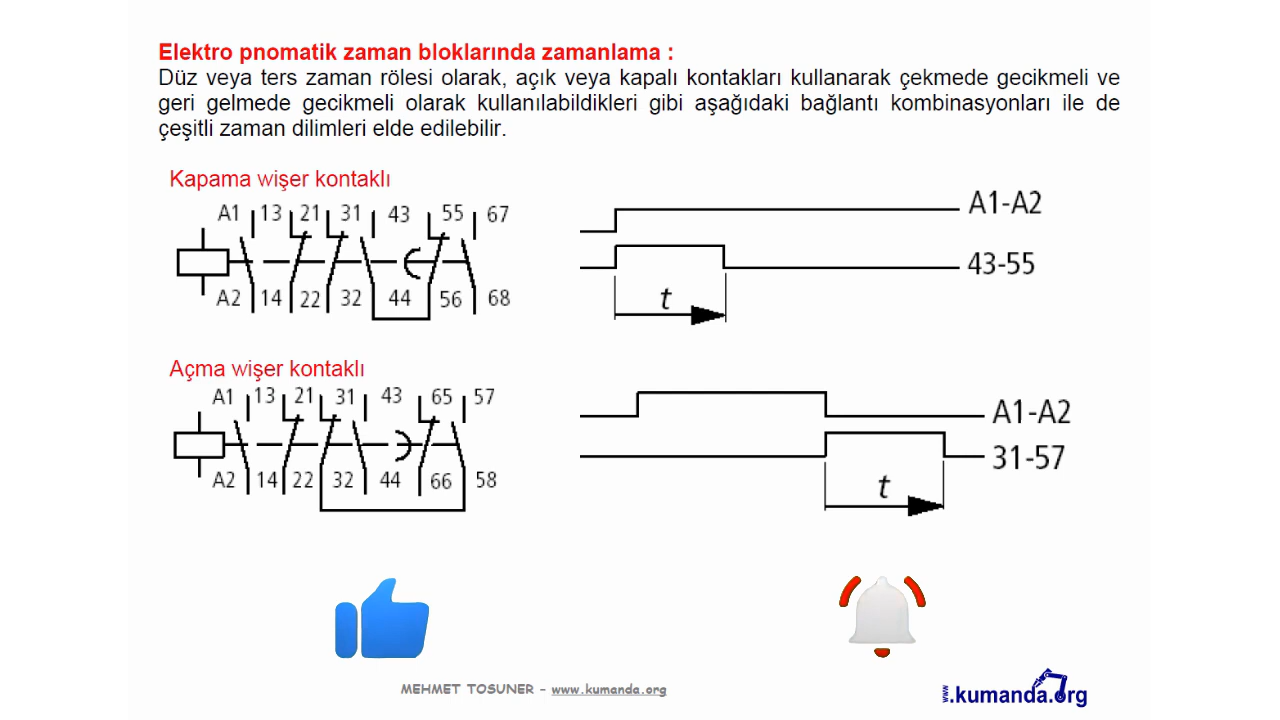 Elektro pnomatik zaman bloklarında zamanlama :
Düz veya ters zaman rölesi olarak, açık veya kapalı kontakları kullanarak çekmede gecikmeli ve
geri gelmede gecikmeli olarak kullanılabildikleri gibi aşağıdaki bağlantı kombinasyonları ile de
çeşitli zaman dilimleri elde edilebilir.
Kapama wişer kontaklı
A1 13 21 31 43 55 67
A2 14 22 32 44 56 68
A1-A2
43-55
t
Açma wişer kontaklı
A1 13 21 31 43 65 57
A2 14 22 32 44 66 58
A1-A2
31-57
t
MEHMET TOSUNER - www.kumanda.org
www.kumanda.org